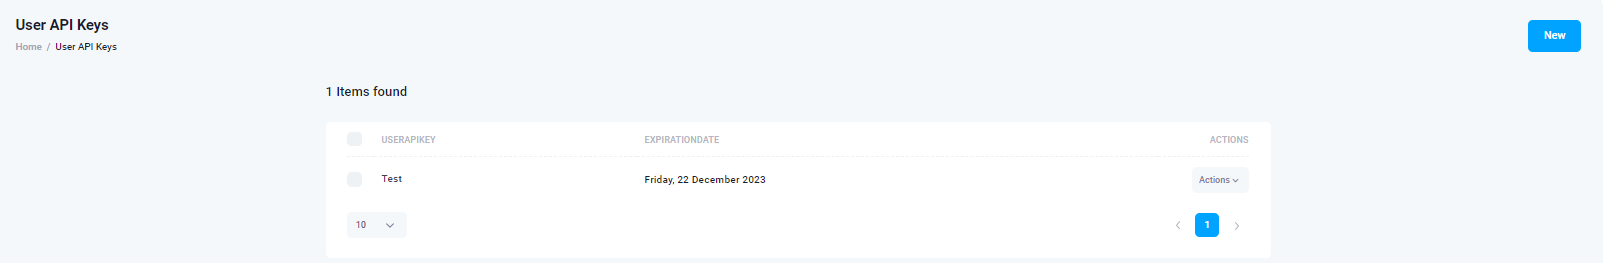 User API Keys
New
Home / User API Keys
1 Items found
USERAPIKEY EXPIRATIONDATE ACTIONS
Test Friday, 22 December 2023 Actions
10 1